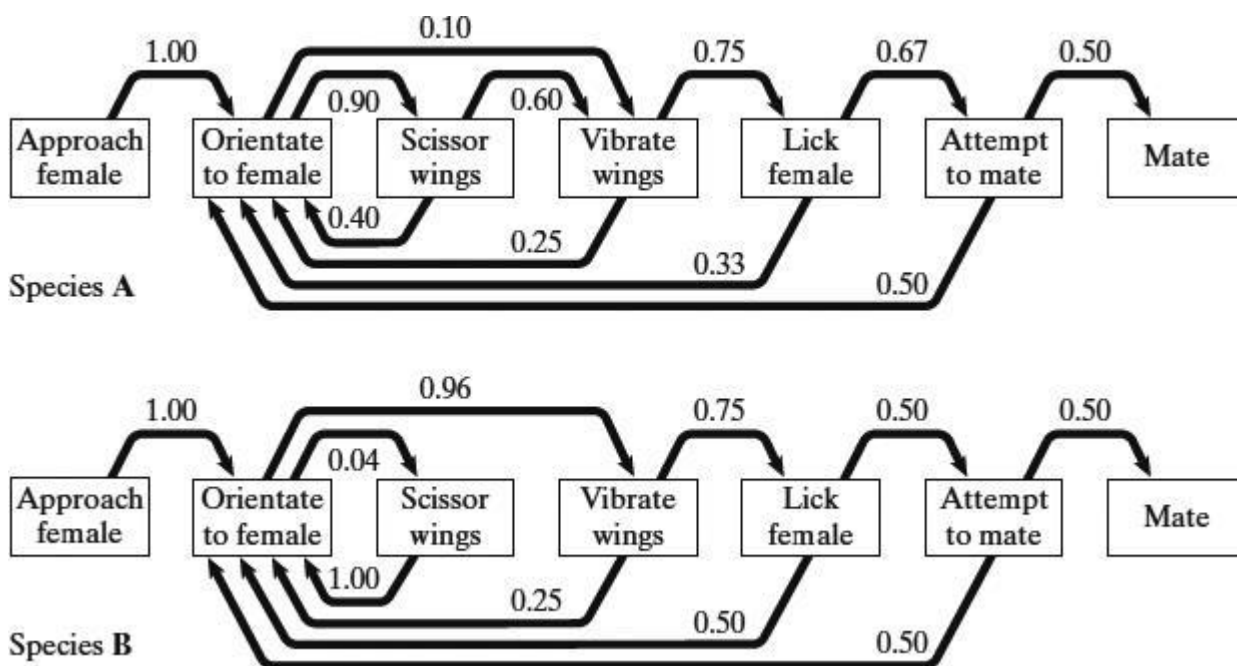 0.10
1.00
0.75
0.67
0.50
0.90
0.60
Approach
female
Orientate
to female
Scissor
wings
Vibrate
wings
Lick
female
Attempt
to mate
Mate
0.40
0.25
0.33
0.50
Species A
0.96
1.00
0.75
0.50
0.50
0.04
Approach
female
Orientate
to female
Scissor
wings
Vibrate
wings
Lick
female
Attempt
to mate
Mate
1.00
0.25
0.50
0.50
Species B